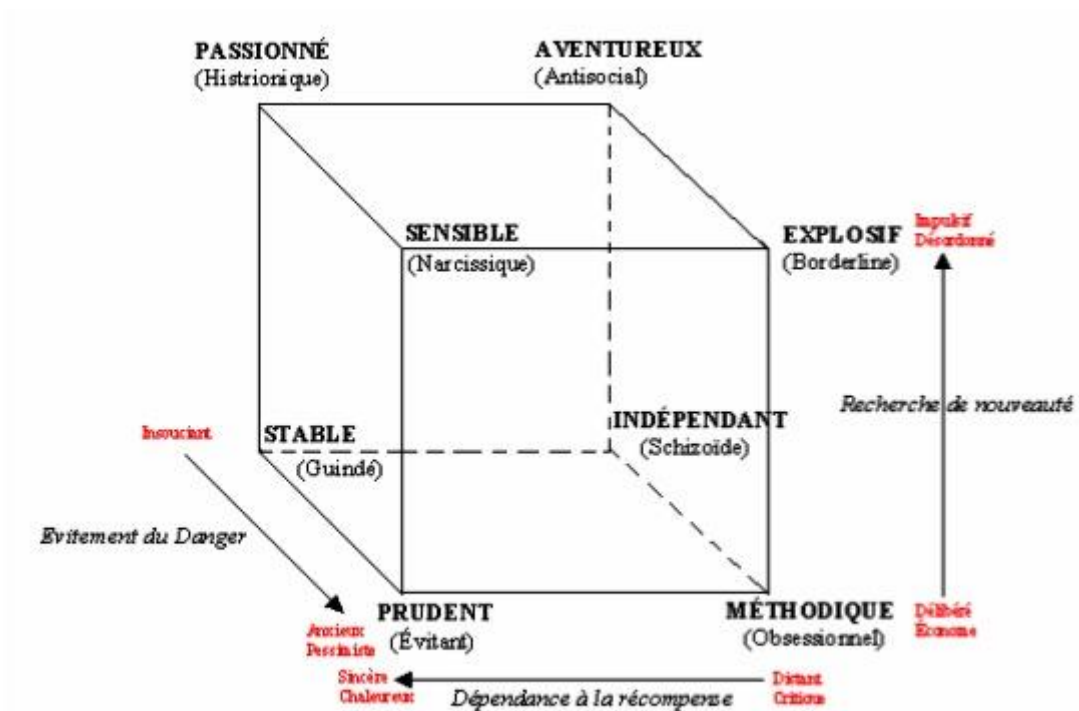 PASSIONNÉ
(Histrionique)
AVENTUREUX
(Antisocial)
SENSIBLE
(Narcissique)
EXPLOSIF
(Borderline)
Impulsif
Désordonné
Recherche de nouveauté
Insouciant
STABLE
(Guindé)
INDÉPENDANT
(Schizoïde)
Evitement du Danger
PRUDENT
(Évitant)
MÉTHODIQUE
(Obsessionnel)
Délibéré
Économe
Anxieux
Pessimiste
Sincère
Chaleureux
Dépendance à la récompense
Distant
Critique